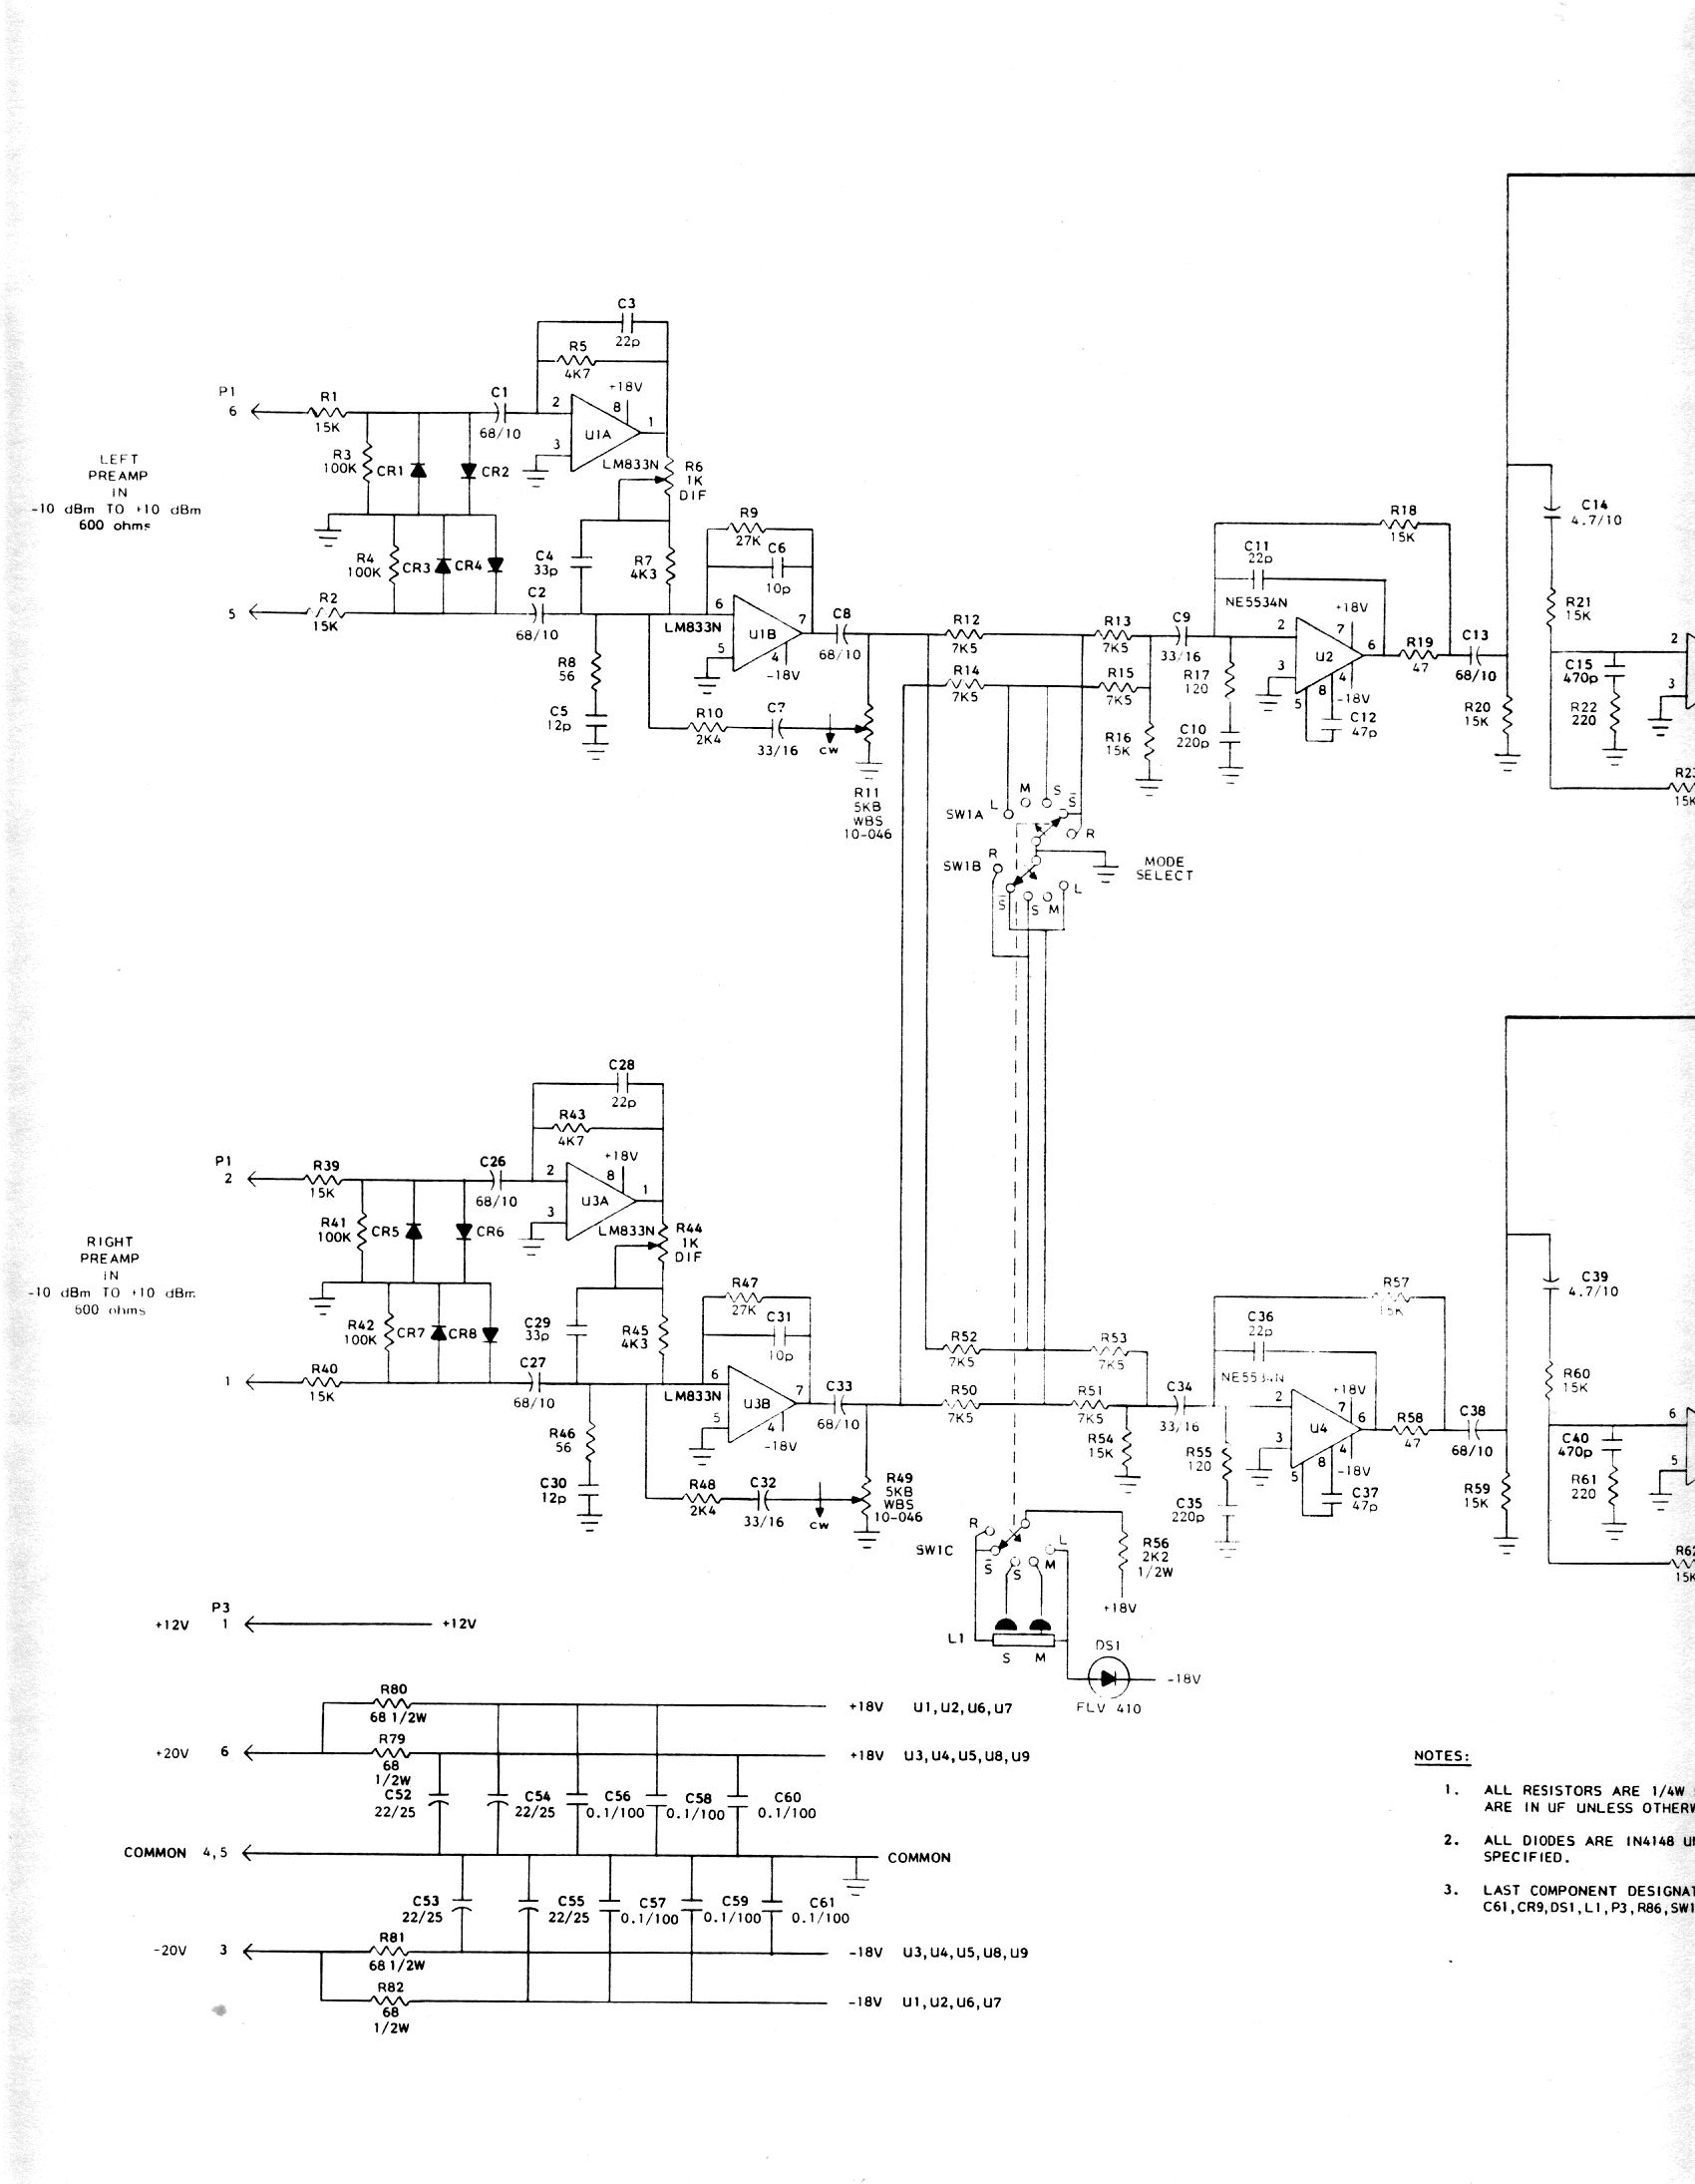 C3
22p
R5
4K7
+18V
P1
6
R1
15K
C1
68/10
2
8
1
3
U1A
LM833N
R3
100K
CR1
CR2
R6
1K
DIF
LEFT
PREAMP
IN
-10 dBm TO +10 dBm
600 ohms
R4
100K
CR3
CR4
C4
33p
R7
4K3
R9
27K
C6
10p
5
R2
15K
C2
68/10
LM833N
6
5
U1B
7
4
-18V
C8
68/10
R8
56
C5
12p
R10
2K4
C7
33/16
CW
R11
5KB
WBS
10-046
R12
7K5
R13
7K5
R14
7K5
R15
7K5
R16
15K
C9
33/16
R17
120
C10
220p
C11
22p
R18
15K
NE5534N
+18V
2
7
3
U2
6
8
4
5
-18V
C12
47p
R19
47
C13
68/10
R20
15K
C14
4.7/10
R21
15K
C15
470p
R22
220
2
3
R23
15K
SW1A
L
M
S
S̅
R
SW1B
R
S̅
S
M
L
MODE
SELECT
C28
22p
R43
4K7
+18V
P1
2
R39
15K
C26
68/10
2
8
1
3
U3A
LM833N
R41
100K
CR5
CR6
R44
1K
DIF
RIGHT
PREAMP
IN
-10 dBm TO +10 dBm
600 ohms
R42
100K
CR7
CR8
C29
33p
R45
4K3
R47
27K
C31
10p
1
R40
15K
C27
68/10
LM833N
6
5
U3B
7
4
-18V
C33
68/10
R46
56
C30
12p
R48
2K4
C32
33/16
CW
R49
5KB
WBS
10-046
R52
7K5
R53
7K5
R50
7K5
R51
7K5
R54
15K
C34
33/16
R55
120
C35
220p
C36
22p
R57
15K
NE5534N
+18V
2
7
3
U4
6
8
4
5
-18V
C37
47p
R58
47
C38
68/10
R59
15K
C39
4.7/10
R60
15K
C40
470p
R61
220
6
5
R62
15K
SW1C
R
S̅
S
M
L
R56
2K2
1/2W
+18V
L1
S
M
DS1
-18V
FLV 410
P3
+12V 1 +12V
R80
68 1/2W
+18V U1,U2,U6,U7
+20V 6
R79
68
1/2W
+18V U3,U4,U5,U8,U9
C52
22/25
C54
22/25
C56
0.1/100
C58
0.1/100
C60
0.1/100
COMMON 4,5
COMMON
C53
22/25
C55
22/25
C57
0.1/100
C59
0.1/100
C61
0.1/100
-20V 3
R81
68 1/2W
-18V U3,U4,U5,U8,U9
R82
68
1/2W
-18V U1,U2,U6,U7
NOTES:
1. ALL RESISTORS ARE 1/4W
ARE IN UF UNLESS OTHERW
2. ALL DIODES ARE IN4148 UN
SPECIFIED.
3. LAST COMPONENT DESIGNAT
C61,CR9,DS1,L1,P3,R86,SW1